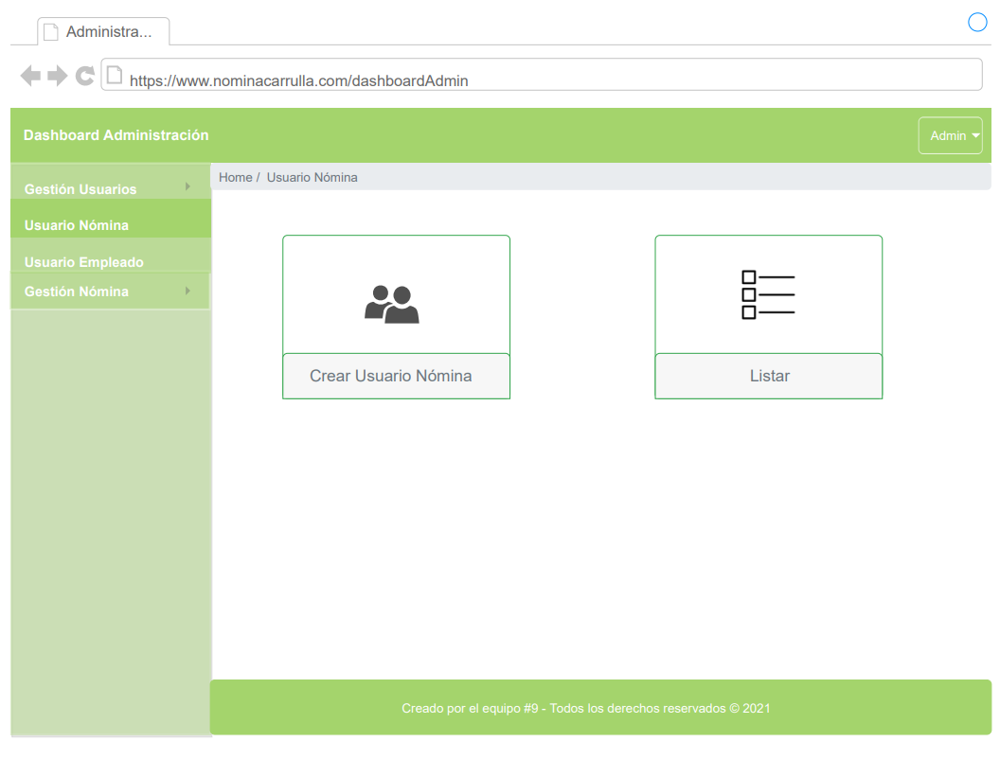 Administra...
https://www.nominacarrulla.com/dashboardAdmin
Dashboard Administración
Admin
Gestión Usuarios
Home / Usuario Nómina
Usuario Nómina
Usuario Empleado
Gestión Nómina
Crear Usuario Nómina
Listar
Creado por el equipo #9 - Todos los derechos reservados © 2021